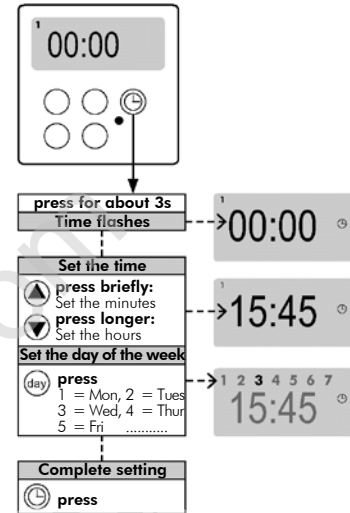 1
00:00
press for about 3s
Time flashes
1
00:00
Set the time
press briefly:
Set the minutes
press longer:
Set the hours
1
15:45
Set the day of the week
day
press
1 = Mon, 2 = Tues
3 = Wed, 4 = Thur
5 = Fri ...........
1 2 3 4 5 6 7
15:45
Complete setting
press